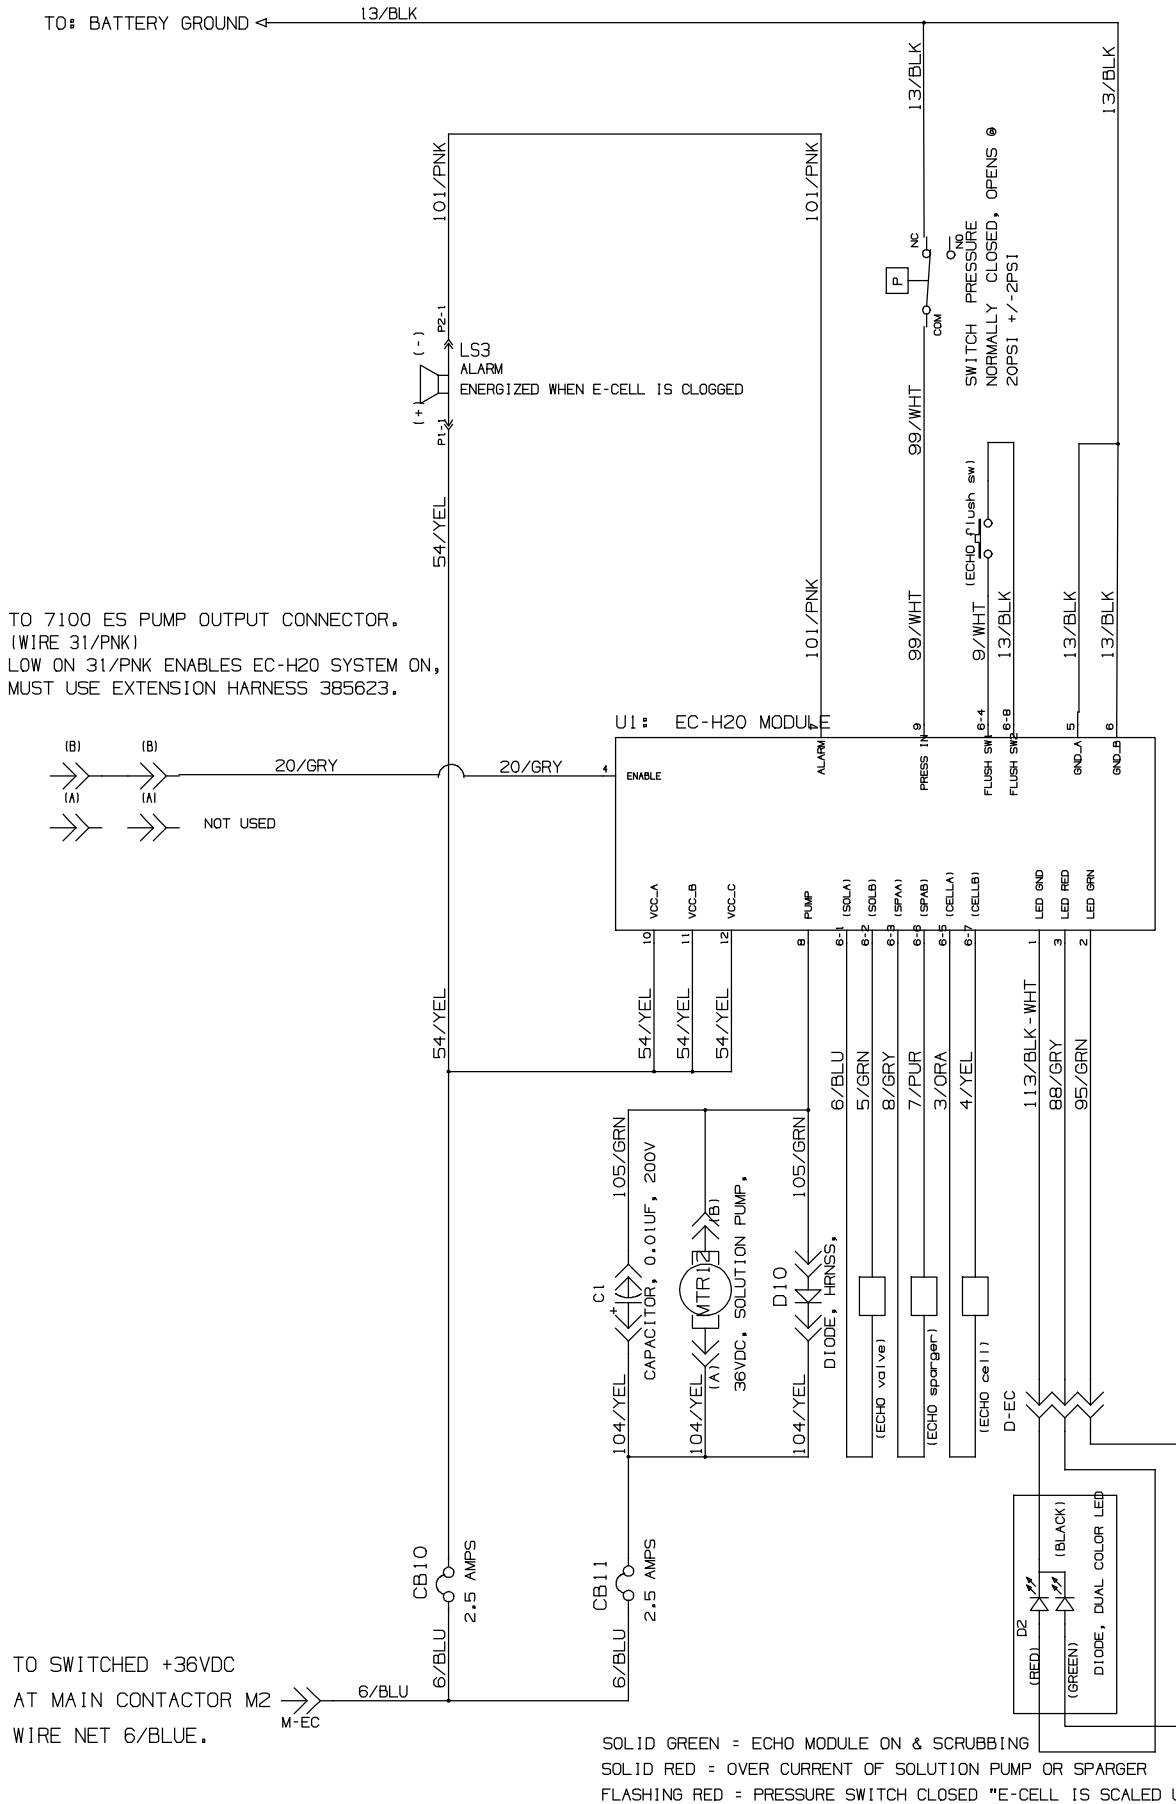 TO: BATTERY GROUND
13/BLK
13/BLK
13/BLK
101/PNK
101/PNK
NC
NO
P
COM
SWITCH PRESSURE
NORMALLY CLOSED, OPENS @
20PSI +/-2PSI
(-)
P2-1
LS3
ALARM
ENERGIZED WHEN E-CELL IS CLOGGED
(+)
P1-1
54/YEL
99/WHT
(ECHO flush sw)
101/PNK
99/WHT
9/WHT
13/BLK
13/BLK
13/BLK
TO 7100 ES PUMP OUTPUT CONNECTOR.
(WIRE 31/PNK)
LOW ON 31/PNK ENABLES EC-H2O SYSTEM ON,
MUST USE EXTENSION HARNESS 385623.
U1: EC-H2O MODULE
7
9
6-4
6-8
5
6
ALARM
PRESS IN
FLUSH SW1
FLUSH SW2
GND_A
GND_B
(B)
(B)
20/GRY
20/GRY
4
ENABLE
(A)
(A)
NOT USED
VCC_A
VCC_B
VCC_C
PUMP
(SOLA)
(SOLB)
(SPAA)
(SPAB)
(CELLA)
(CELLB)
LED GND
LED RED
LED GRN
10
11
12
8
6-1
6-2
6-3
6-6
6-5
6-7
1
3
2
54/YEL
54/YEL
54/YEL
54/YEL
6/BLU
5/GRN
8/GRY
7/PUR
3/ORA
4/YEL
113/BLK-WHT
88/GRY
95/GRN
105/GRN
105/GRN
C1
+
CAPACITOR, 0.01UF, 200V
(B)
MTR12
(A)
36VDC, SOLUTION PUMP,
D10
DIODE, HRNSS,
104/YEL
104/YEL
104/YEL
(ECHO valve)
(ECHO sparger)
(ECHO cell)
D-EC
CB10
2.5 AMPS
CB11
2.5 AMPS
(BLACK)
D2
(RED)
(GREEN)
DIODE, DUAL COLOR LED
6/BLU
6/BLU
TO SWITCHED +36VDC
AT MAIN CONTACTOR M2
WIRE NET 6/BLUE.
M-EC
6/BLU
SOLID GREEN = ECHO MODULE ON & SCRUBBING
SOLID RED = OVER CURRENT OF SOLUTION PUMP OR SPARGER
FLASHING RED = PRESSURE SWITCH CLOSED "E-CELL IS SCALED